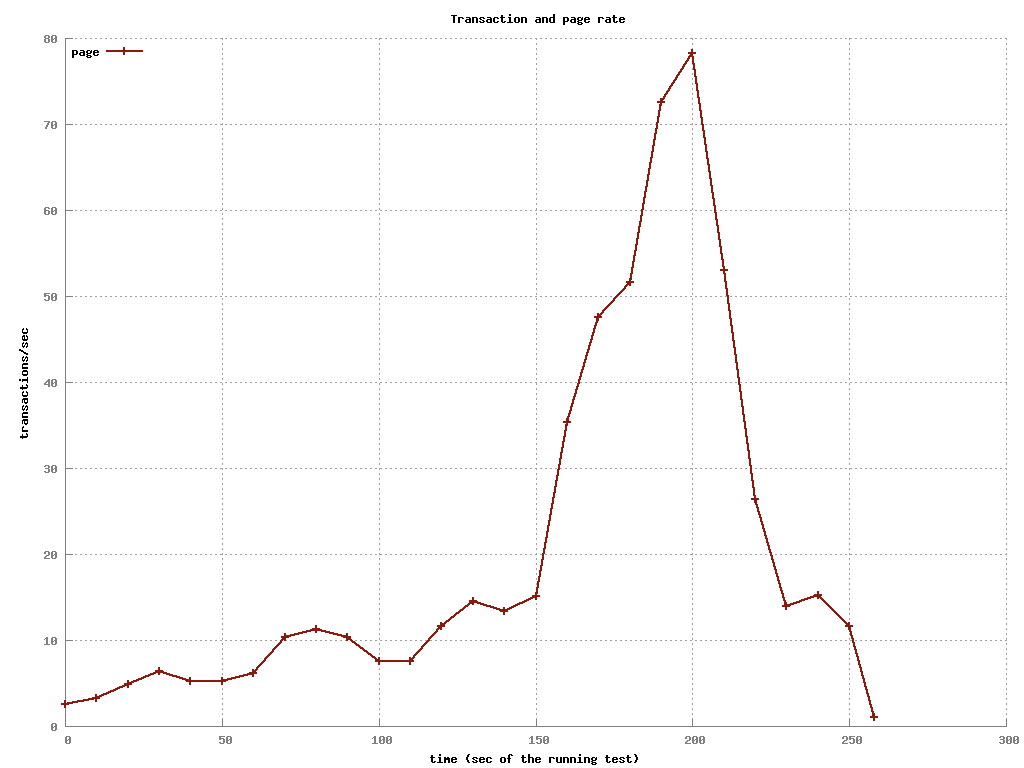 Transaction and page rate
80
page
70
60
50
40
30
20
10
0
transactions/sec
0 50 100 150 200 250 300
time (sec of the running test)